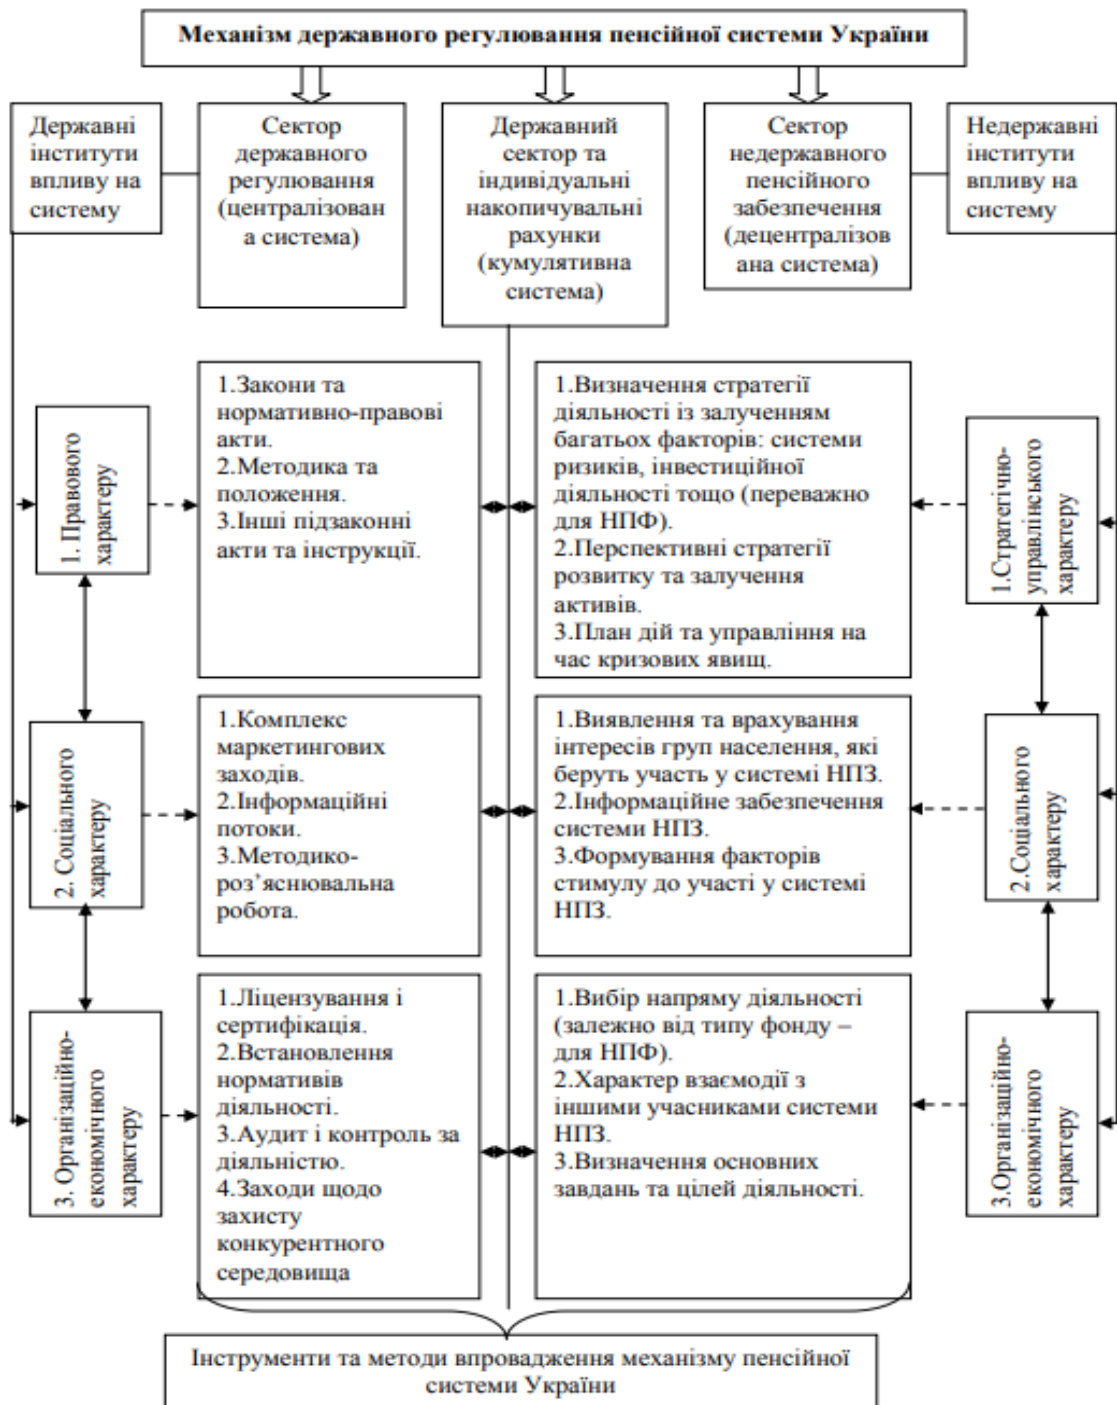 Механізм державного регулювання пенсійної системи України
Державні
інститути
впливу на
систему
Сектор
державного
регулювання
(централізован
а система)
Державний
сектор та
індивідуальні
накопичувальні
рахунки
(кумулятивна
система)
Сектор
недержавного
пенсійного
забезпечення
(децентралізов
ана система)
Недержавні
інститути
впливу на
систему
1. Правового
характеру
1.Закони та
нормативно-правові
акти.
2.Методика та
положення.
3.Інші підзаконні
акти та інструкції.
1.Визначення стратегії
діяльності із залученням
багатьох факторів: системи
ризиків, інвестиційної
діяльності тощо (переважно
для НПФ).
2.Перспективні стратегії
розвитку та залучення
активів.
3.План дій та управління на
час кризових явищ.
1.Стратегічно-
управлінського
характеру
2. Соціального
характеру
1.Комплекс
маркетингових
заходів.
2.Інформаційні
потоки.
3.Методико-
роз’яснювальна
робота.
1.Виявлення та врахування
інтересів груп населення, які
беруть участь у системі НПЗ.
2.Інформаційне забезпечення
системи НПЗ.
3.Формування факторів
стимулу до участі у системі
НПЗ.
2.Соціального
характеру
3. Організаційно-
економічного
характеру
1.Ліцензування і
сертифікація.
2.Встановлення
нормативів
діяльності.
3.Аудит і контроль за
діяльністю.
4.Заходи щодо
захисту
конкурентного
середовища
1.Вибір напряму діяльності
(залежно від типу фонду –
для НПФ).
2.Характер взаємодії з
іншими учасниками системи
НПЗ.
3.Визначення основних
завдань та цілей діяльності.
3.Організаційно-
економічного
характеру
Інструменти та методи впровадження механізму пенсійної
системи України